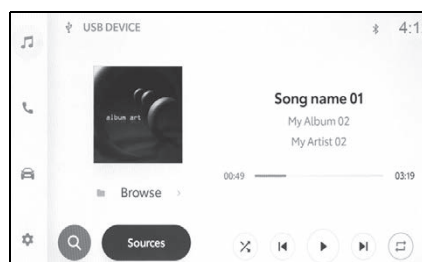 USB DEVICE
4:1
album art
Song name 01
My Album 02
My Artist 02
00:49
03:19
Browse
Sources